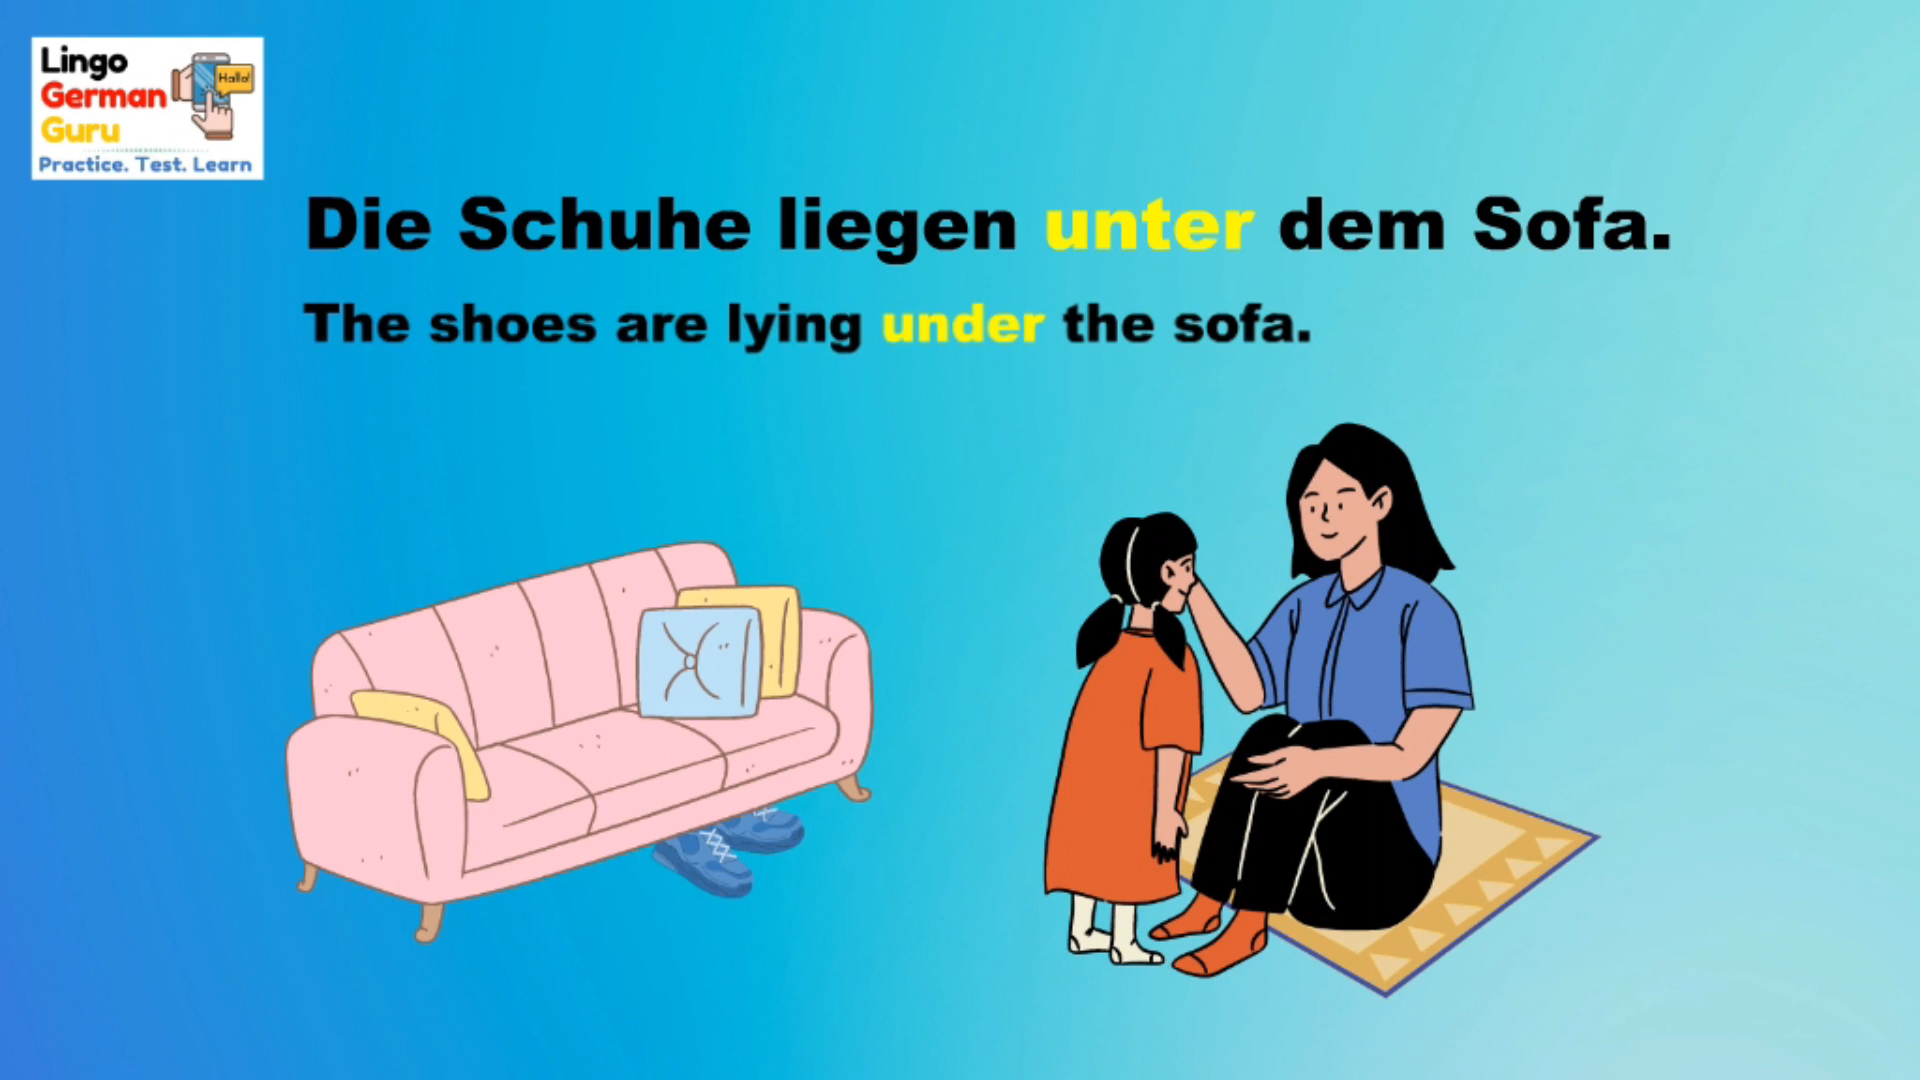 Lingo
German
Guru
Hallo!
Practice. Test. Learn
Die Schuhe liegen unter dem Sofa.
The shoes are lying under the sofa.